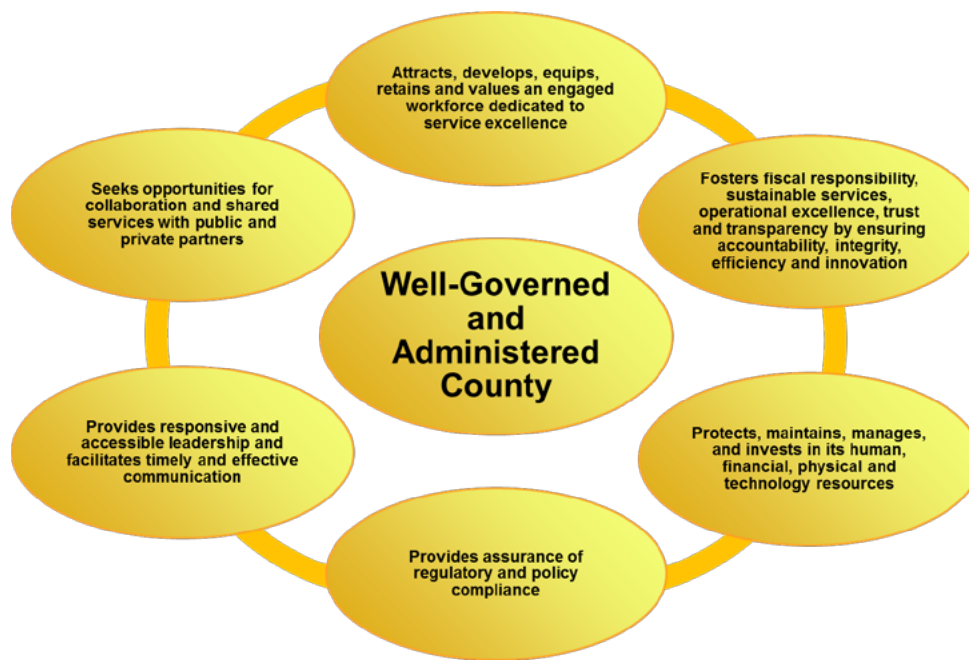 Attracts, develops, equips,
retains and values an engaged
workforce dedicated to
service excellence
Seeks opportunities for
collaboration and shared
services with public and
private partners
Fosters fiscal responsibility,
sustainable services,
operational excellence, trust
and transparency by ensuring
accountability, integrity,
efficiency and innovation
Well-Governed
and
Administered
County
Provides responsive and
accessible leadership and
facilitates timely and effective
communication
Protects, maintains, manages,
and invests in its human,
financial, physical and
technology resources
Provides assurance of
regulatory and policy
compliance